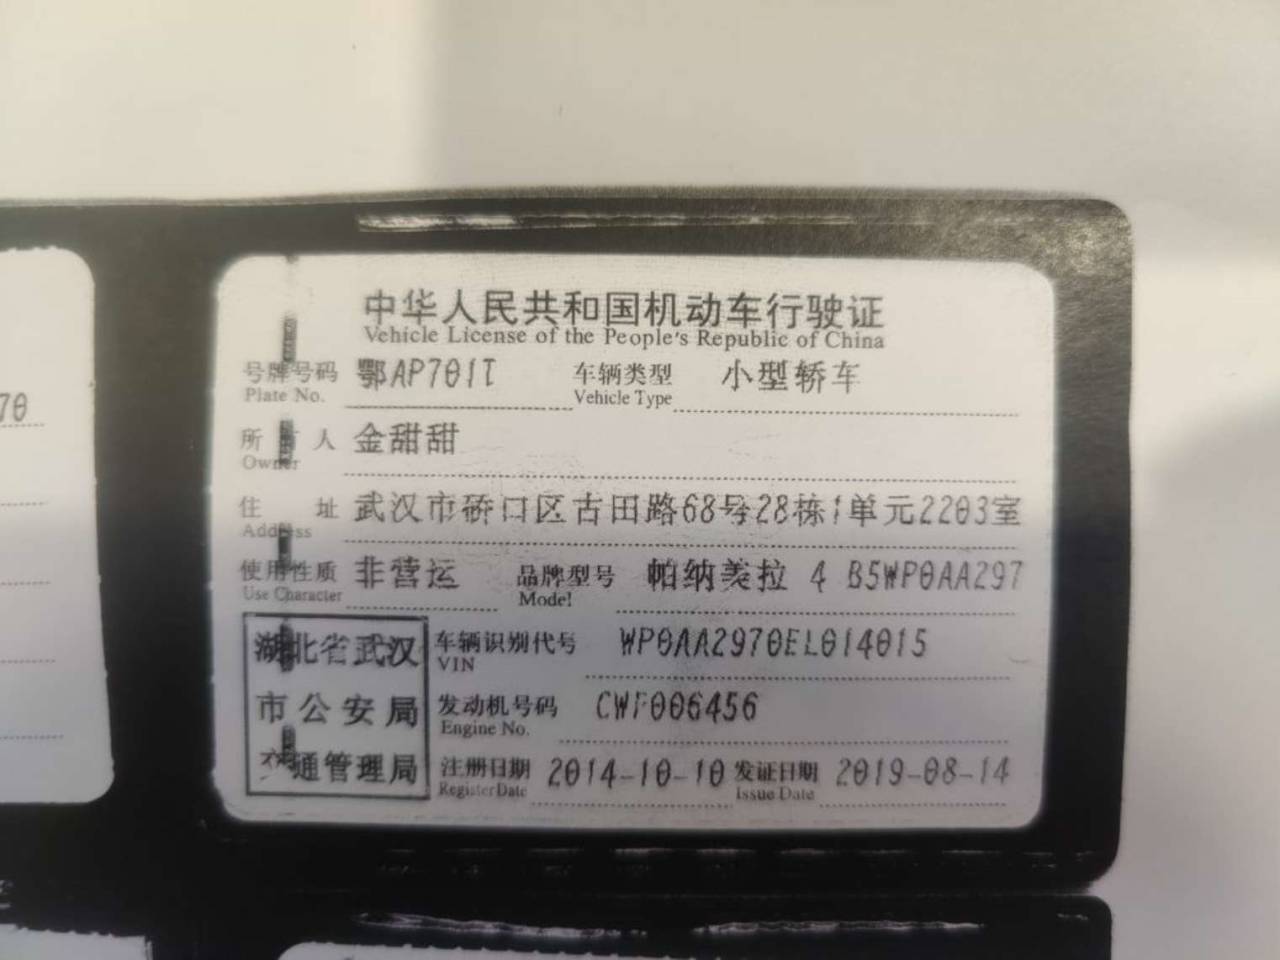 中华人民共和国机动车行驶证
Vehicle License of the People's Republic of China
号牌号码 鄂AP701T 车辆类型 小型轿车
Plate No. Vehicle Type
所有人 金甜甜
Owner
住址 武汉市硚口区古田路68号28栋1单元2203室
Address
使用性质 非营运 品牌型号 帕纳美拉 4 B5WP0AA297
Use Character Model
湖北省武汉
市公安局
交通管理局
车辆识别代号 WP0AA2970EL014015
VIN
发动机号码 CWF006456
Engine No.
注册日期 2014-10-10 发证日期 2019-08-14
Register Date Issue Date
70